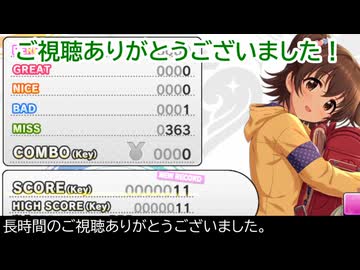 ご視聴ありがとうございました！
GREAT 0000
NICE 0000
BAD 0001
MISS 0363
COMBO(Key) 0000
NEW RECORD
SCORE(Key) 0000011
HIGH SCORE(Key) 0000011
長時間のご視聴ありがとうございました。